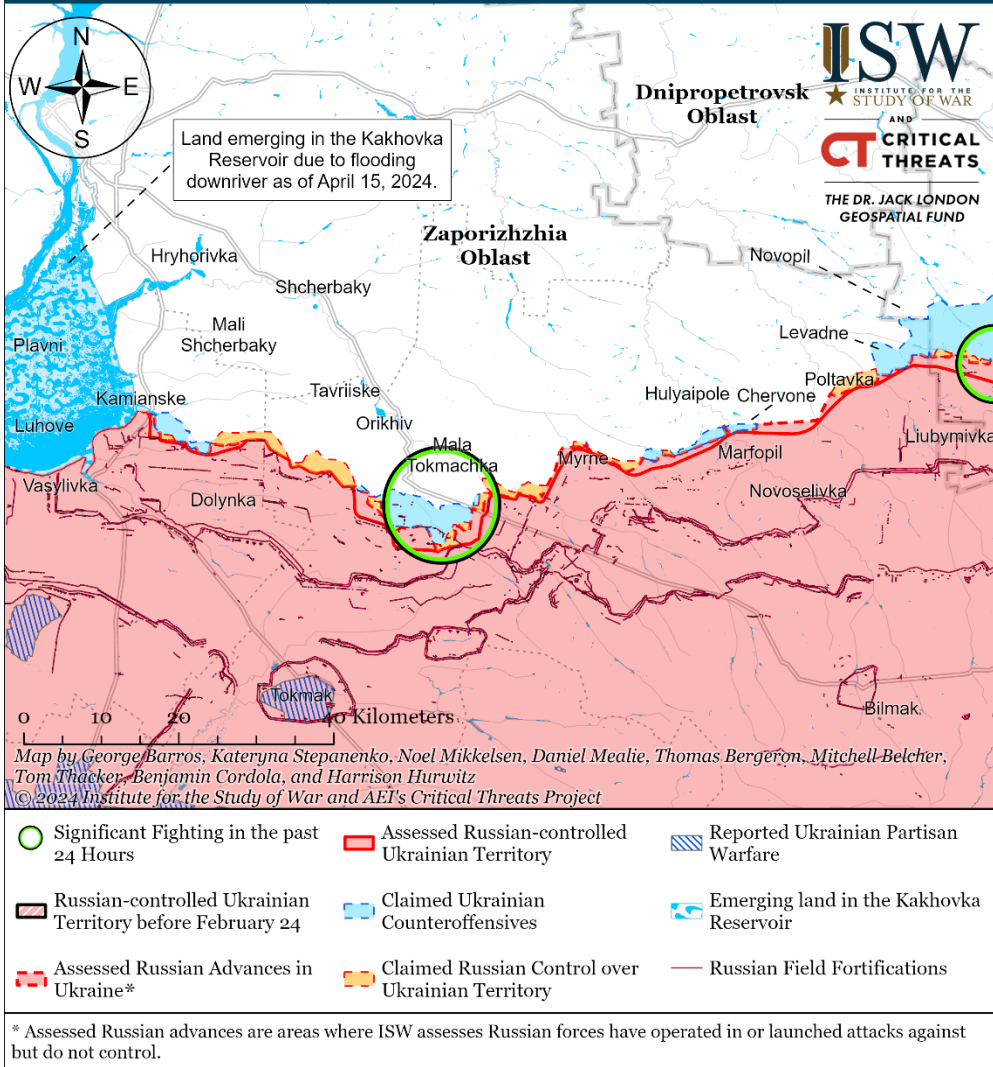 N
W
E
S
ISW
INSTITUTE FOR THE
STUDY OF WAR
AND
CT CRITICAL
THREATS
THE DR. JACK LONDON
GEOSPATIAL FUND
Dnipropetrovsk
Oblast
Land emerging in the Kakhovka
Reservoir due to flooding
downriver as of April 15, 2024.
Zaporizhzhia
Oblast
Hryhorivka
Novopil
Shcherbaky
Mali
Shcherbaky
Levadne
Plavni
Tavriiske
Poltavka
Kamianske
Hulyaipole
Chervone
Orikhiv
Luhove
Mala
Tokmachka
Liubymivka
Myrne
Marfopil
Vasylivka
Dolynka
Novoselivka
Tokmak
Bilmak
0 10 20 40 Kilometers
Map by George Barros, Kateryna Stepanenko, Noel Mikkelsen, Daniel Mealie, Thomas Bergeron, Mitchell Belcher,
Tom Thacker, Benjamin Cordola, and Harrison Hurwitz
© 2024 Institute for the Study of War and AEI's Critical Threats Project
Significant Fighting in the past
24 Hours
Assessed Russian-controlled
Ukrainian Territory
Reported Ukrainian Partisan
Warfare
Russian-controlled Ukrainian
Territory before February 24
Claimed Ukrainian
Counteroffensives
Emerging land in the Kakhovka
Reservoir
Assessed Russian Advances in
Ukraine*
Claimed Russian Control over
Ukrainian Territory
Russian Field Fortifications
* Assessed Russian advances are areas where ISW assesses Russian forces have operated in or launched attacks against
but do not control.